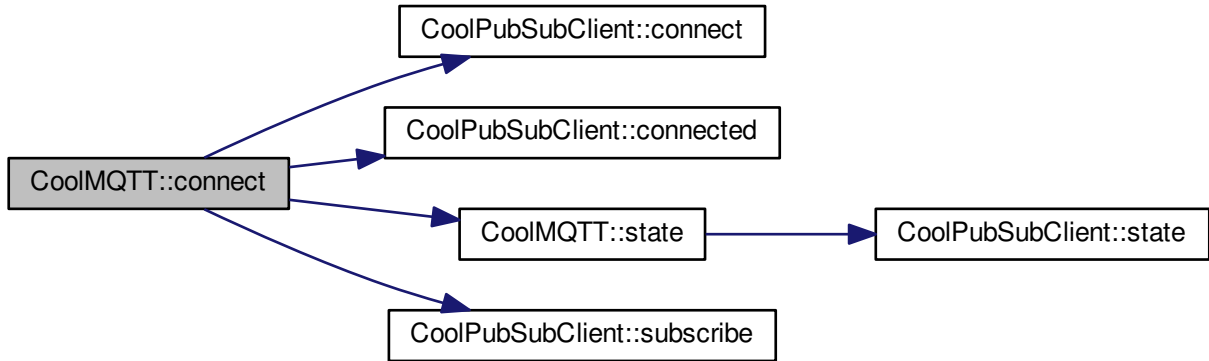 CoolPubSubClient::connect
CoolPubSubClient::connected
CoolMQTT::connect
CoolMQTT::state
CoolPubSubClient::state
CoolPubSubClient::subscribe